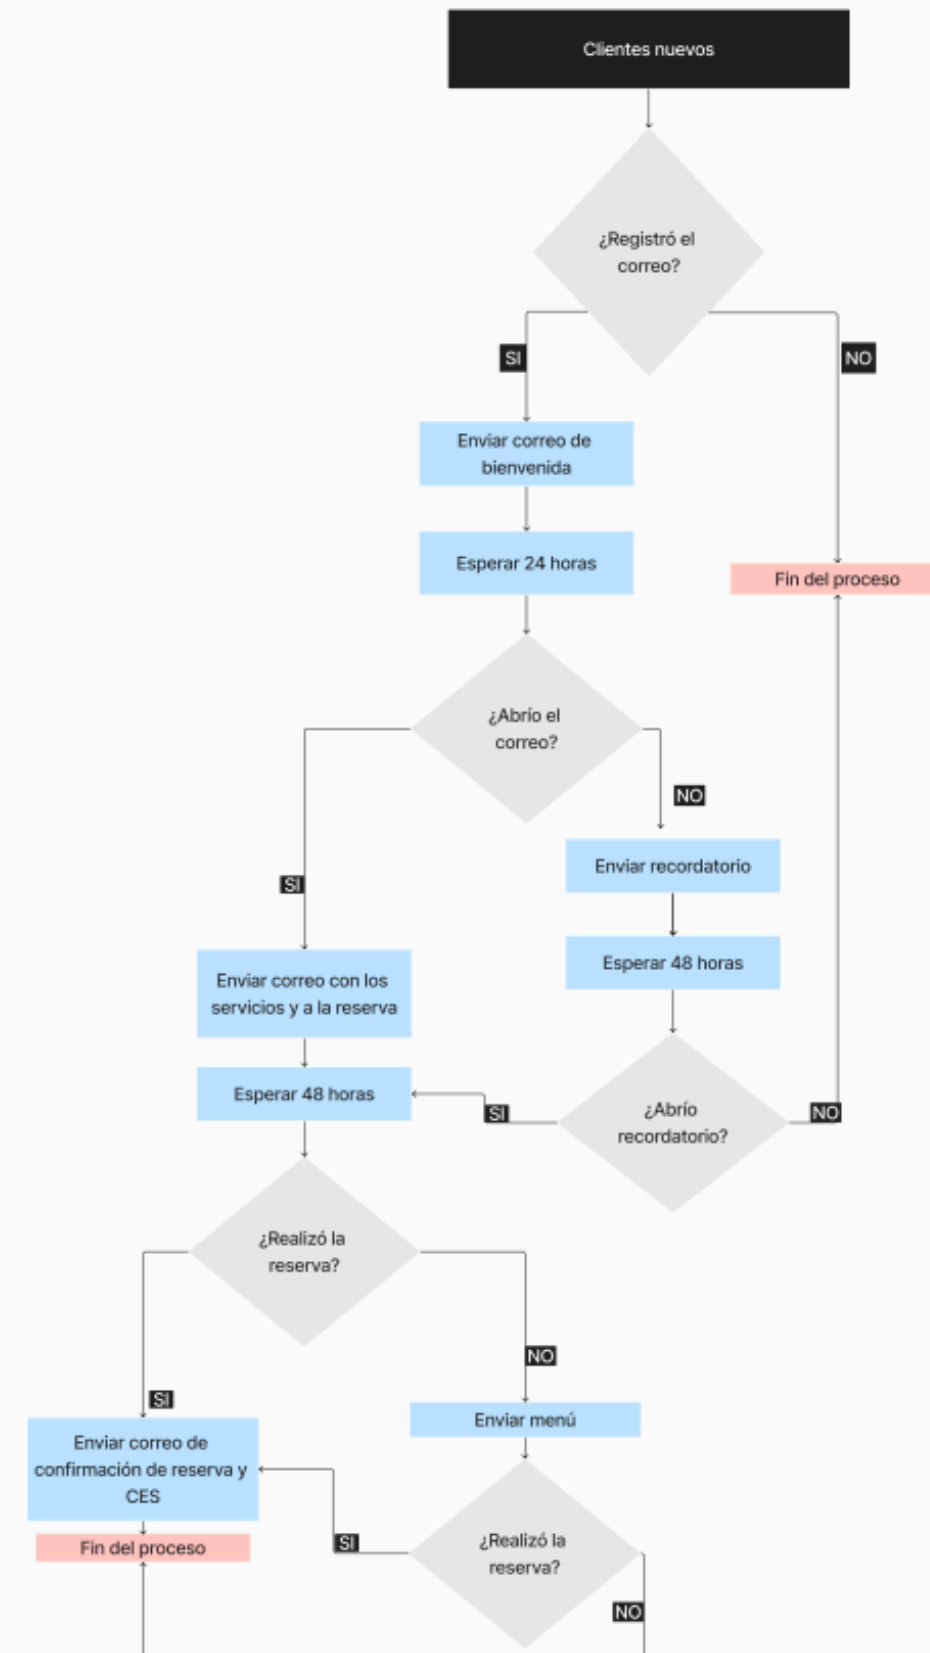 Clientes nuevos
¿Registró el
correo?
SI
NO
Enviar correo de
bienvenida
Esperar 24 horas
Fin del proceso
¿Abrío el
correo?
NO
Enviar recordatorio
SI
Esperar 48 horas
Enviar correo con los
servicios y a la reserva
Esperar 48 horas
SI
¿Abrío
recordatorio?
NO
¿Realizó la
reserva?
NO
SI
Enviar menú
Enviar correo de
confirmación de reserva y
CES
Fin del proceso
SI
¿Realizó la
reserva?
NO